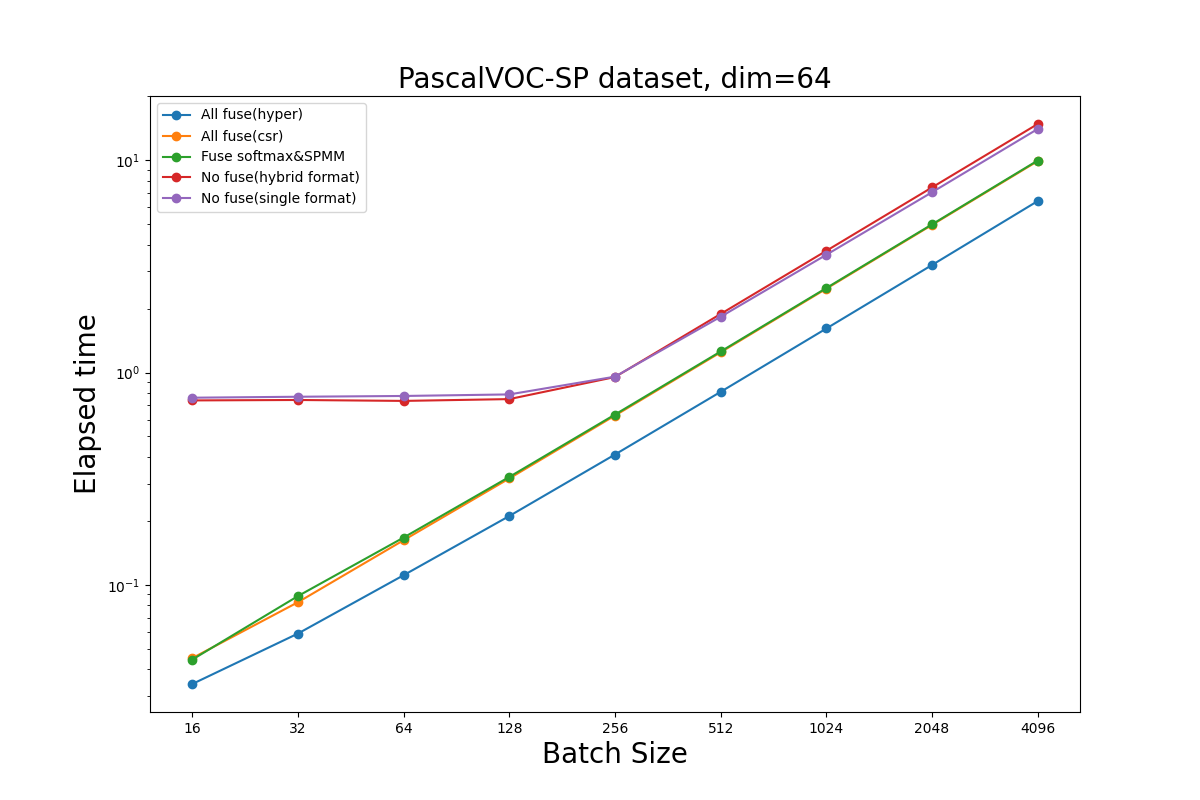 PascalVOC-SP dataset, dim=64
All fuse(hyper)
All fuse(csr)
Fuse softmax&SPMM
No fuse(hybrid format)
No fuse(single format)
10¹
10⁰
10⁻¹
Elapsed time
16 32 64 128 256 512 1024 2048 4096
Batch Size